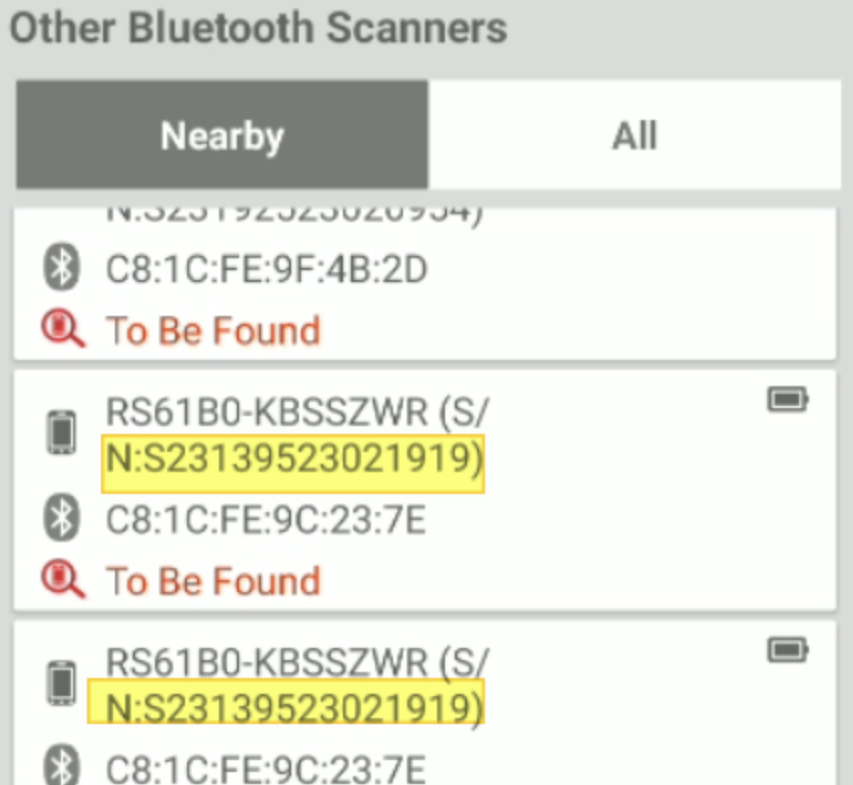 Other Bluetooth Scanners
Nearby
All
C8:1C:FE:9F:4B:2D
To Be Found
RS61B0-KBSSZWR (S/
N:S23139523021919)
C8:1C:FE:9C:23:7E
To Be Found
RS61B0-KBSSZWR (S/
N:S23139523021919)
C8:1C:FE:9C:23:7E